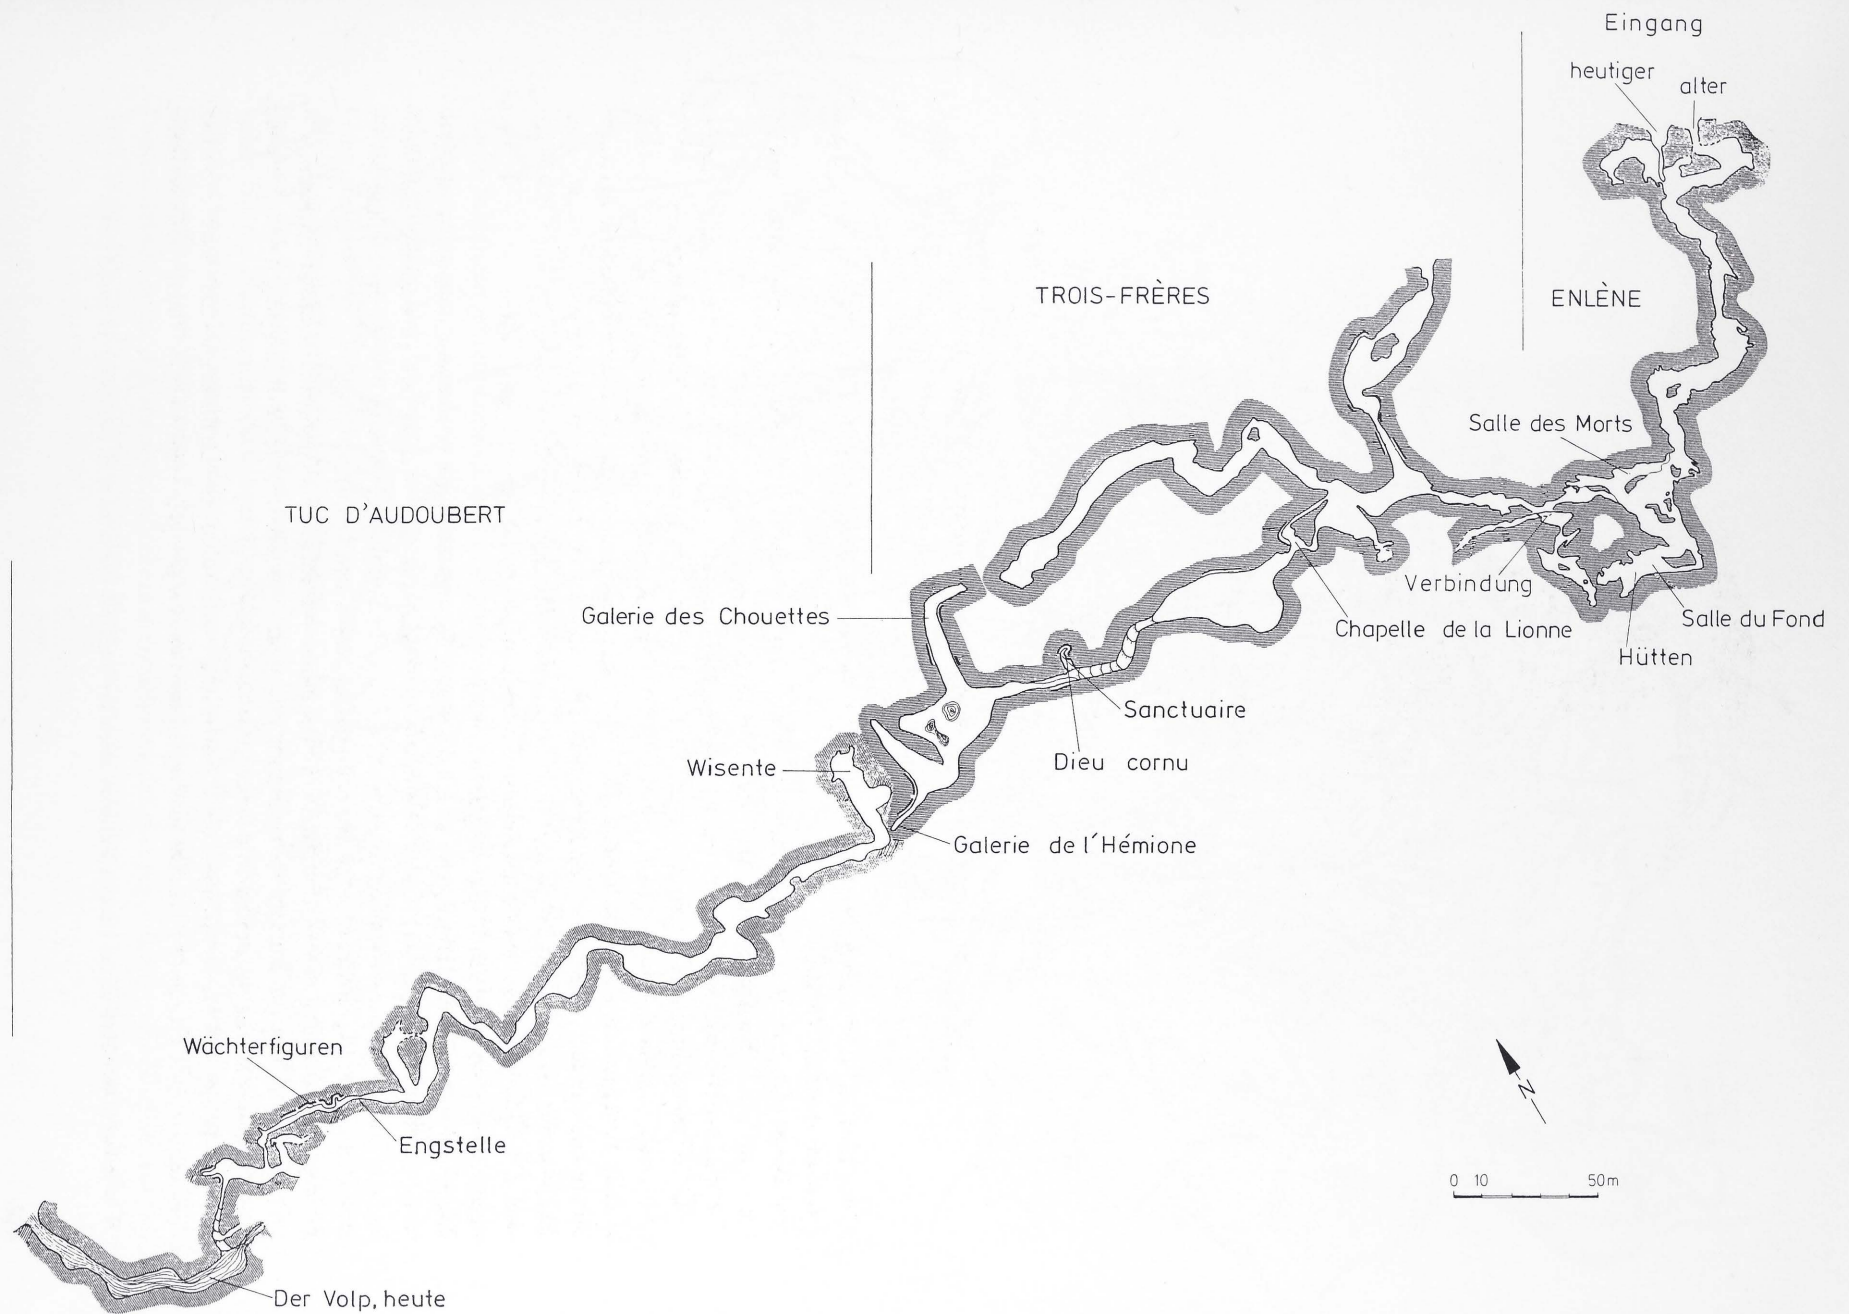 Eingang
heutiger
alter
TROIS-FRÈRES
ENLÈNE
Salle des Morts
TUC D'AUDOUBERT
Verbindung
Galerie des Chouettes
Chapelle de la Lionne
Salle du Fond
Hütten
Sanctuaire
Dieu cornu
Wisente
Galerie de l'Hémione
Wächterfiguren
N
Engstelle
0 10 50m
Der Volp, heute